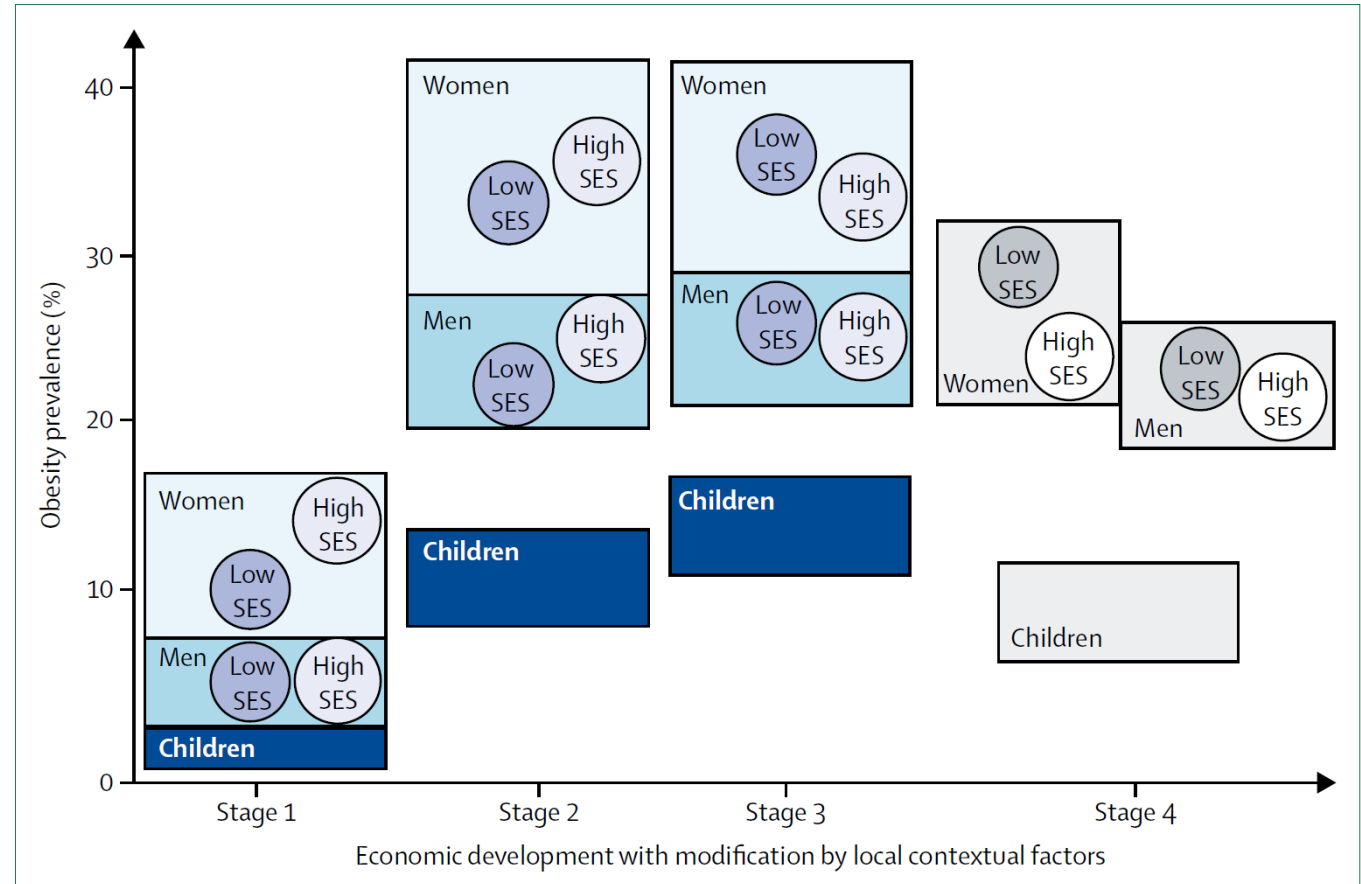 Obesity prevalence (%)
40
30
20
10
0
Women
High
SES
Low
SES
Men
Low
SES
High
SES
Children
Women
High
SES
Low
SES
Men
High
SES
Low
SES
Children
Women
Low
SES
High
SES
Men
Low
SES
High
SES
Children
Low
SES
High
SES
Women
Low
SES
High
SES
Men
Children
Stage 1
Stage 2
Stage 3
Stage 4
Economic development with modification by local contextual factors